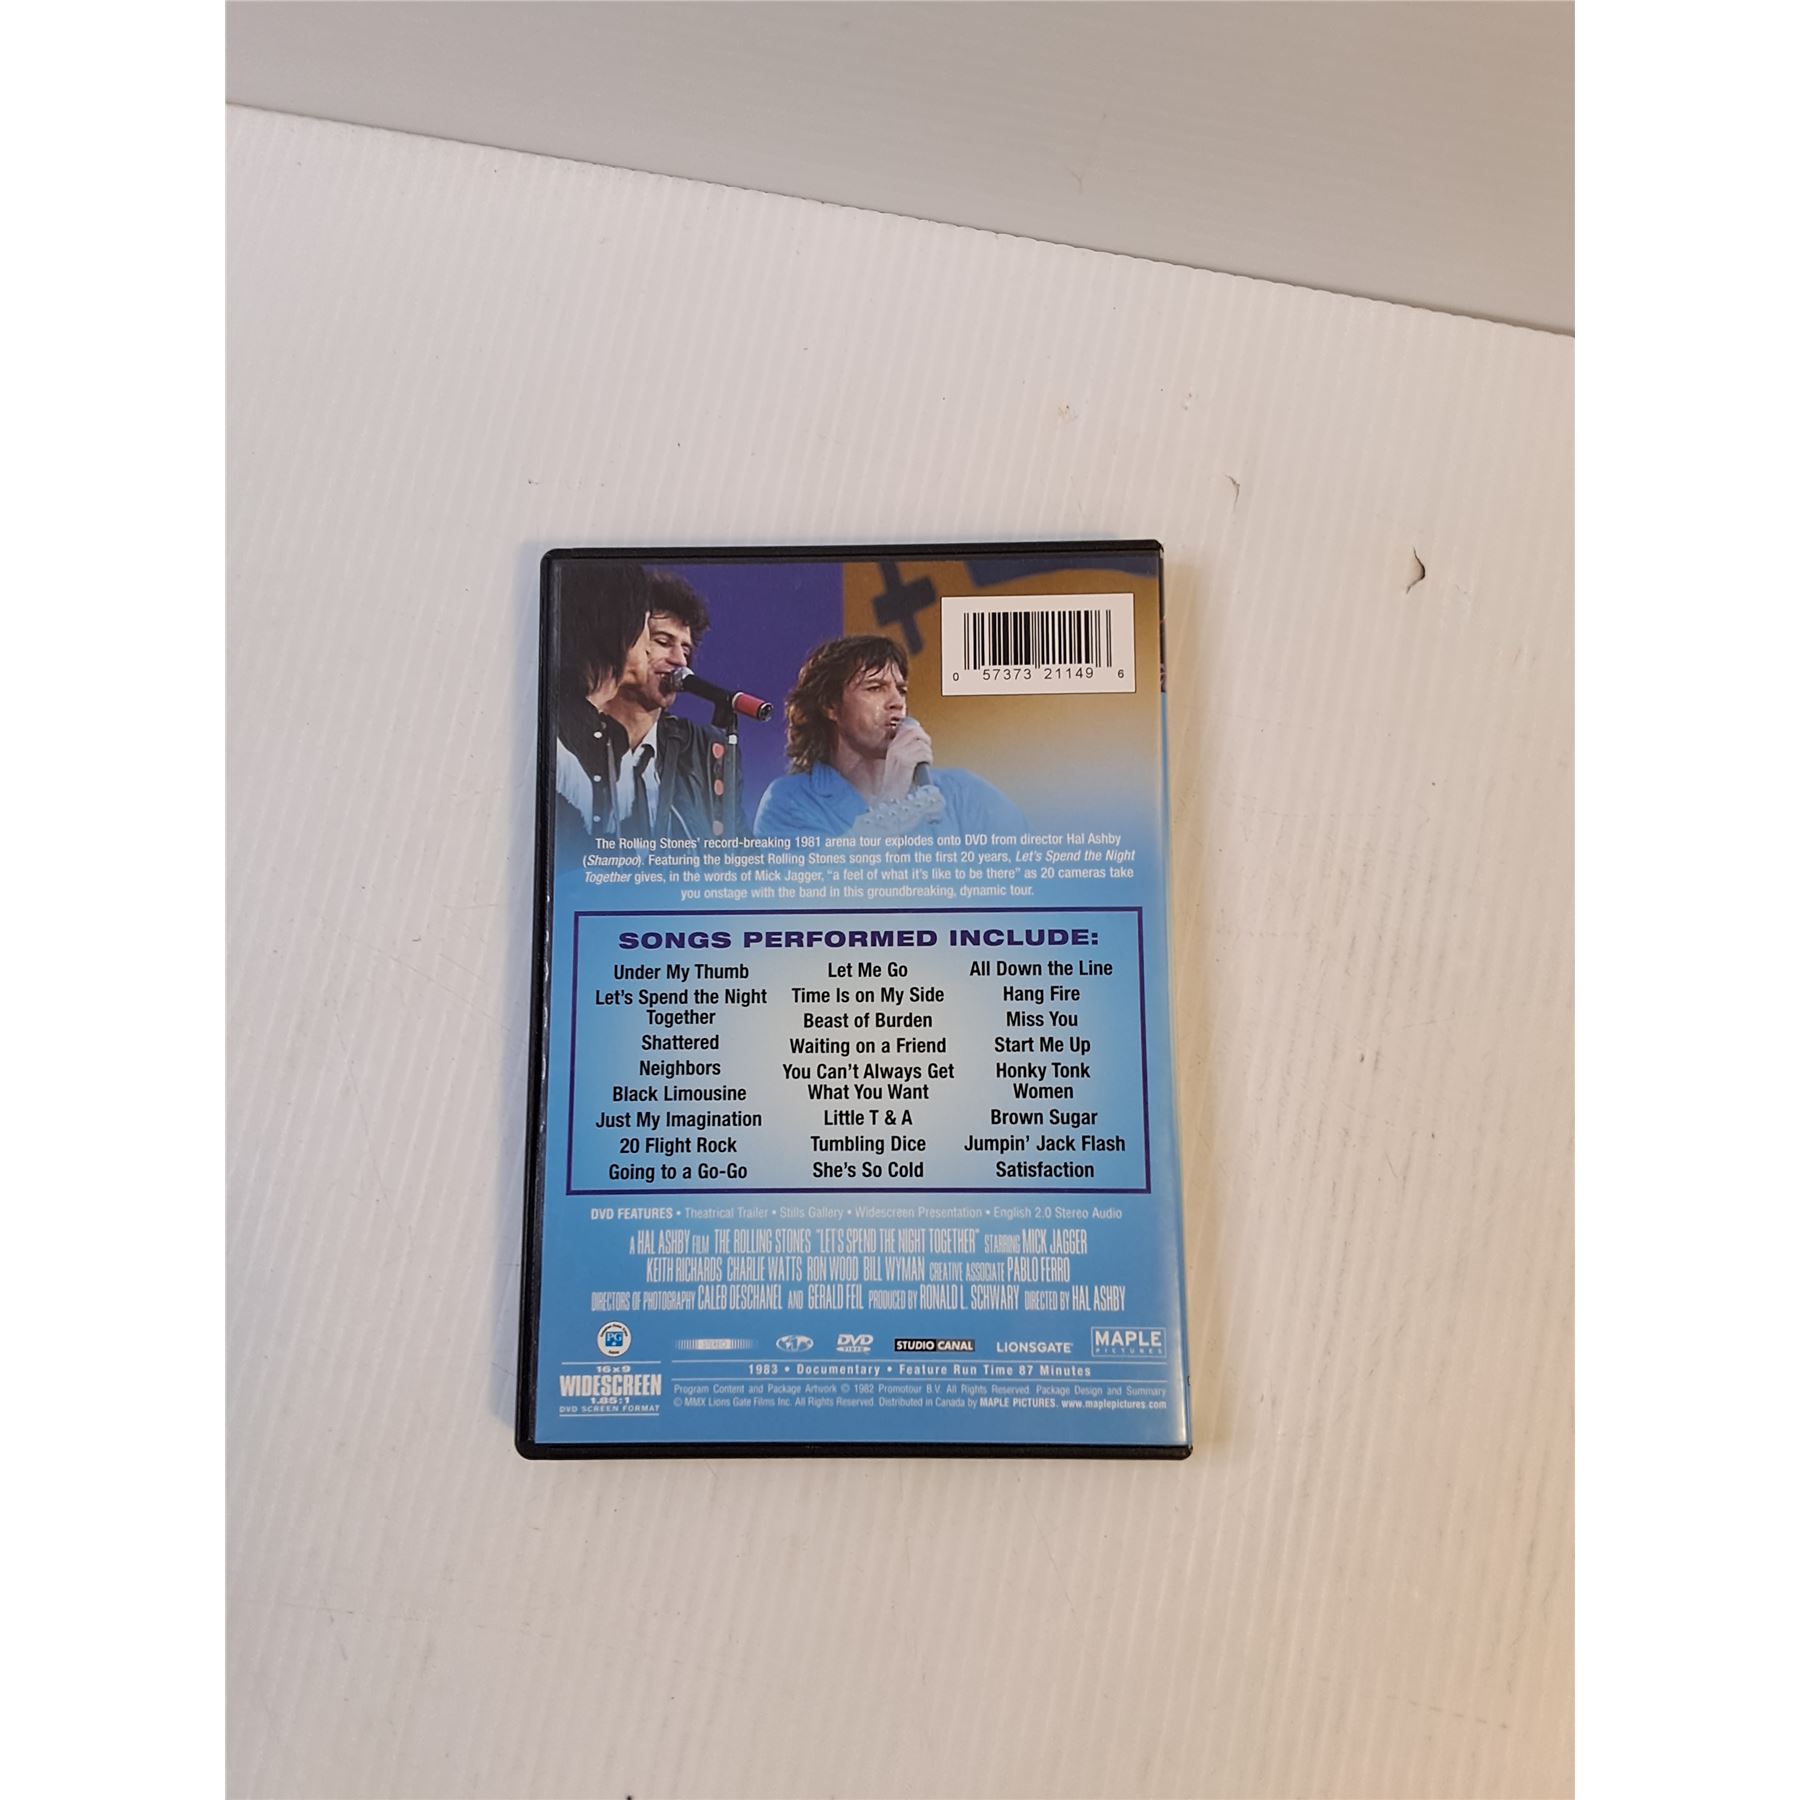 0 57373 21149 6
The Rolling Stones' record-breaking 1981 arena tour explodes onto DVD from director Hal Ashby
(Shampoo). Featuring the biggest Rolling Stones songs from the first 20 years, Let's Spend the Night
Together gives, in the words of Mick Jagger, "a feel of what it's like to be there" as 20 cameras take
you onstage with the band in this groundbreaking, dynamic tour.
SONGS PERFORMED INCLUDE:
Under My Thumb
Let's Spend the Night
Together
Shattered
Neighbors
Black Limousine
Just My Imagination
20 Flight Rock
Going to a Go-Go
Let Me Go
Time Is on My Side
Beast of Burden
Waiting on a Friend
You Can't Always Get
What You Want
Little T & A
Tumbling Dice
She's So Cold
All Down the Line
Hang Fire
Miss You
Start Me Up
Honky Tonk
Women
Brown Sugar
Jumpin' Jack Flash
Satisfaction
DVD FEATURES • Theatrical Trailer • Stills Gallery • Widescreen Presentation • English 2.0 Stereo Audio
A HAL ASHBY FILM THE ROLLING STONES "LET'S SPEND THE NIGHT TOGETHER" STARRING MICK JAGGER
KEITH RICHARDS CHARLIE WATTS RON WOOD BILL WYMAN CREATIVE ASSOCIATE PABLO FERRO
DIRECTORS OF PHOTOGRAPHY CALEB DESCHANEL AND GERALD FEIL PRODUCED BY RONALD L. SCHWARY DIRECTED BY HAL ASHBY
PG
STEREO
DVD VIDEO
STUDIO CANAL
LIONSGATE
MAPLE PICTURES
16x9
WIDESCREEN
1.85:1
DVD SCREEN FORMAT
1983 • Documentary • Feature Run Time 87 Minutes
Program Content and Package Artwork © 1982 Promotour B.V. All Rights Reserved. Package Design and Summary
© MMX Lions Gate Films Inc. All Rights Reserved. Distributed in Canada by MAPLE PICTURES. www.maplepictures.com